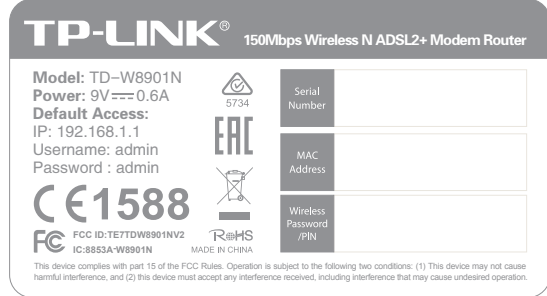 TP-LINK®
150Mbps Wireless N ADSL2+ Modem Router
Model: TD-W8901N
Power: 9V⎓0.6A
Default Access:
IP: 192.168.1.1
Username: admin
Password : admin
CE1588
FCC ID:TE7TDW8901NV2
IC:8853A-W8901N
5734
EAC
RoHS
MADE IN CHINA
Serial
Number
MAC
Address
Wireless
Password
/PIN
This device complies with part 15 of the FCC Rules. Operation is subject to the following two conditions: (1) This device may not cause
harmful interference, and (2) this device must accept any interference received, including interference that may cause undesired operation.